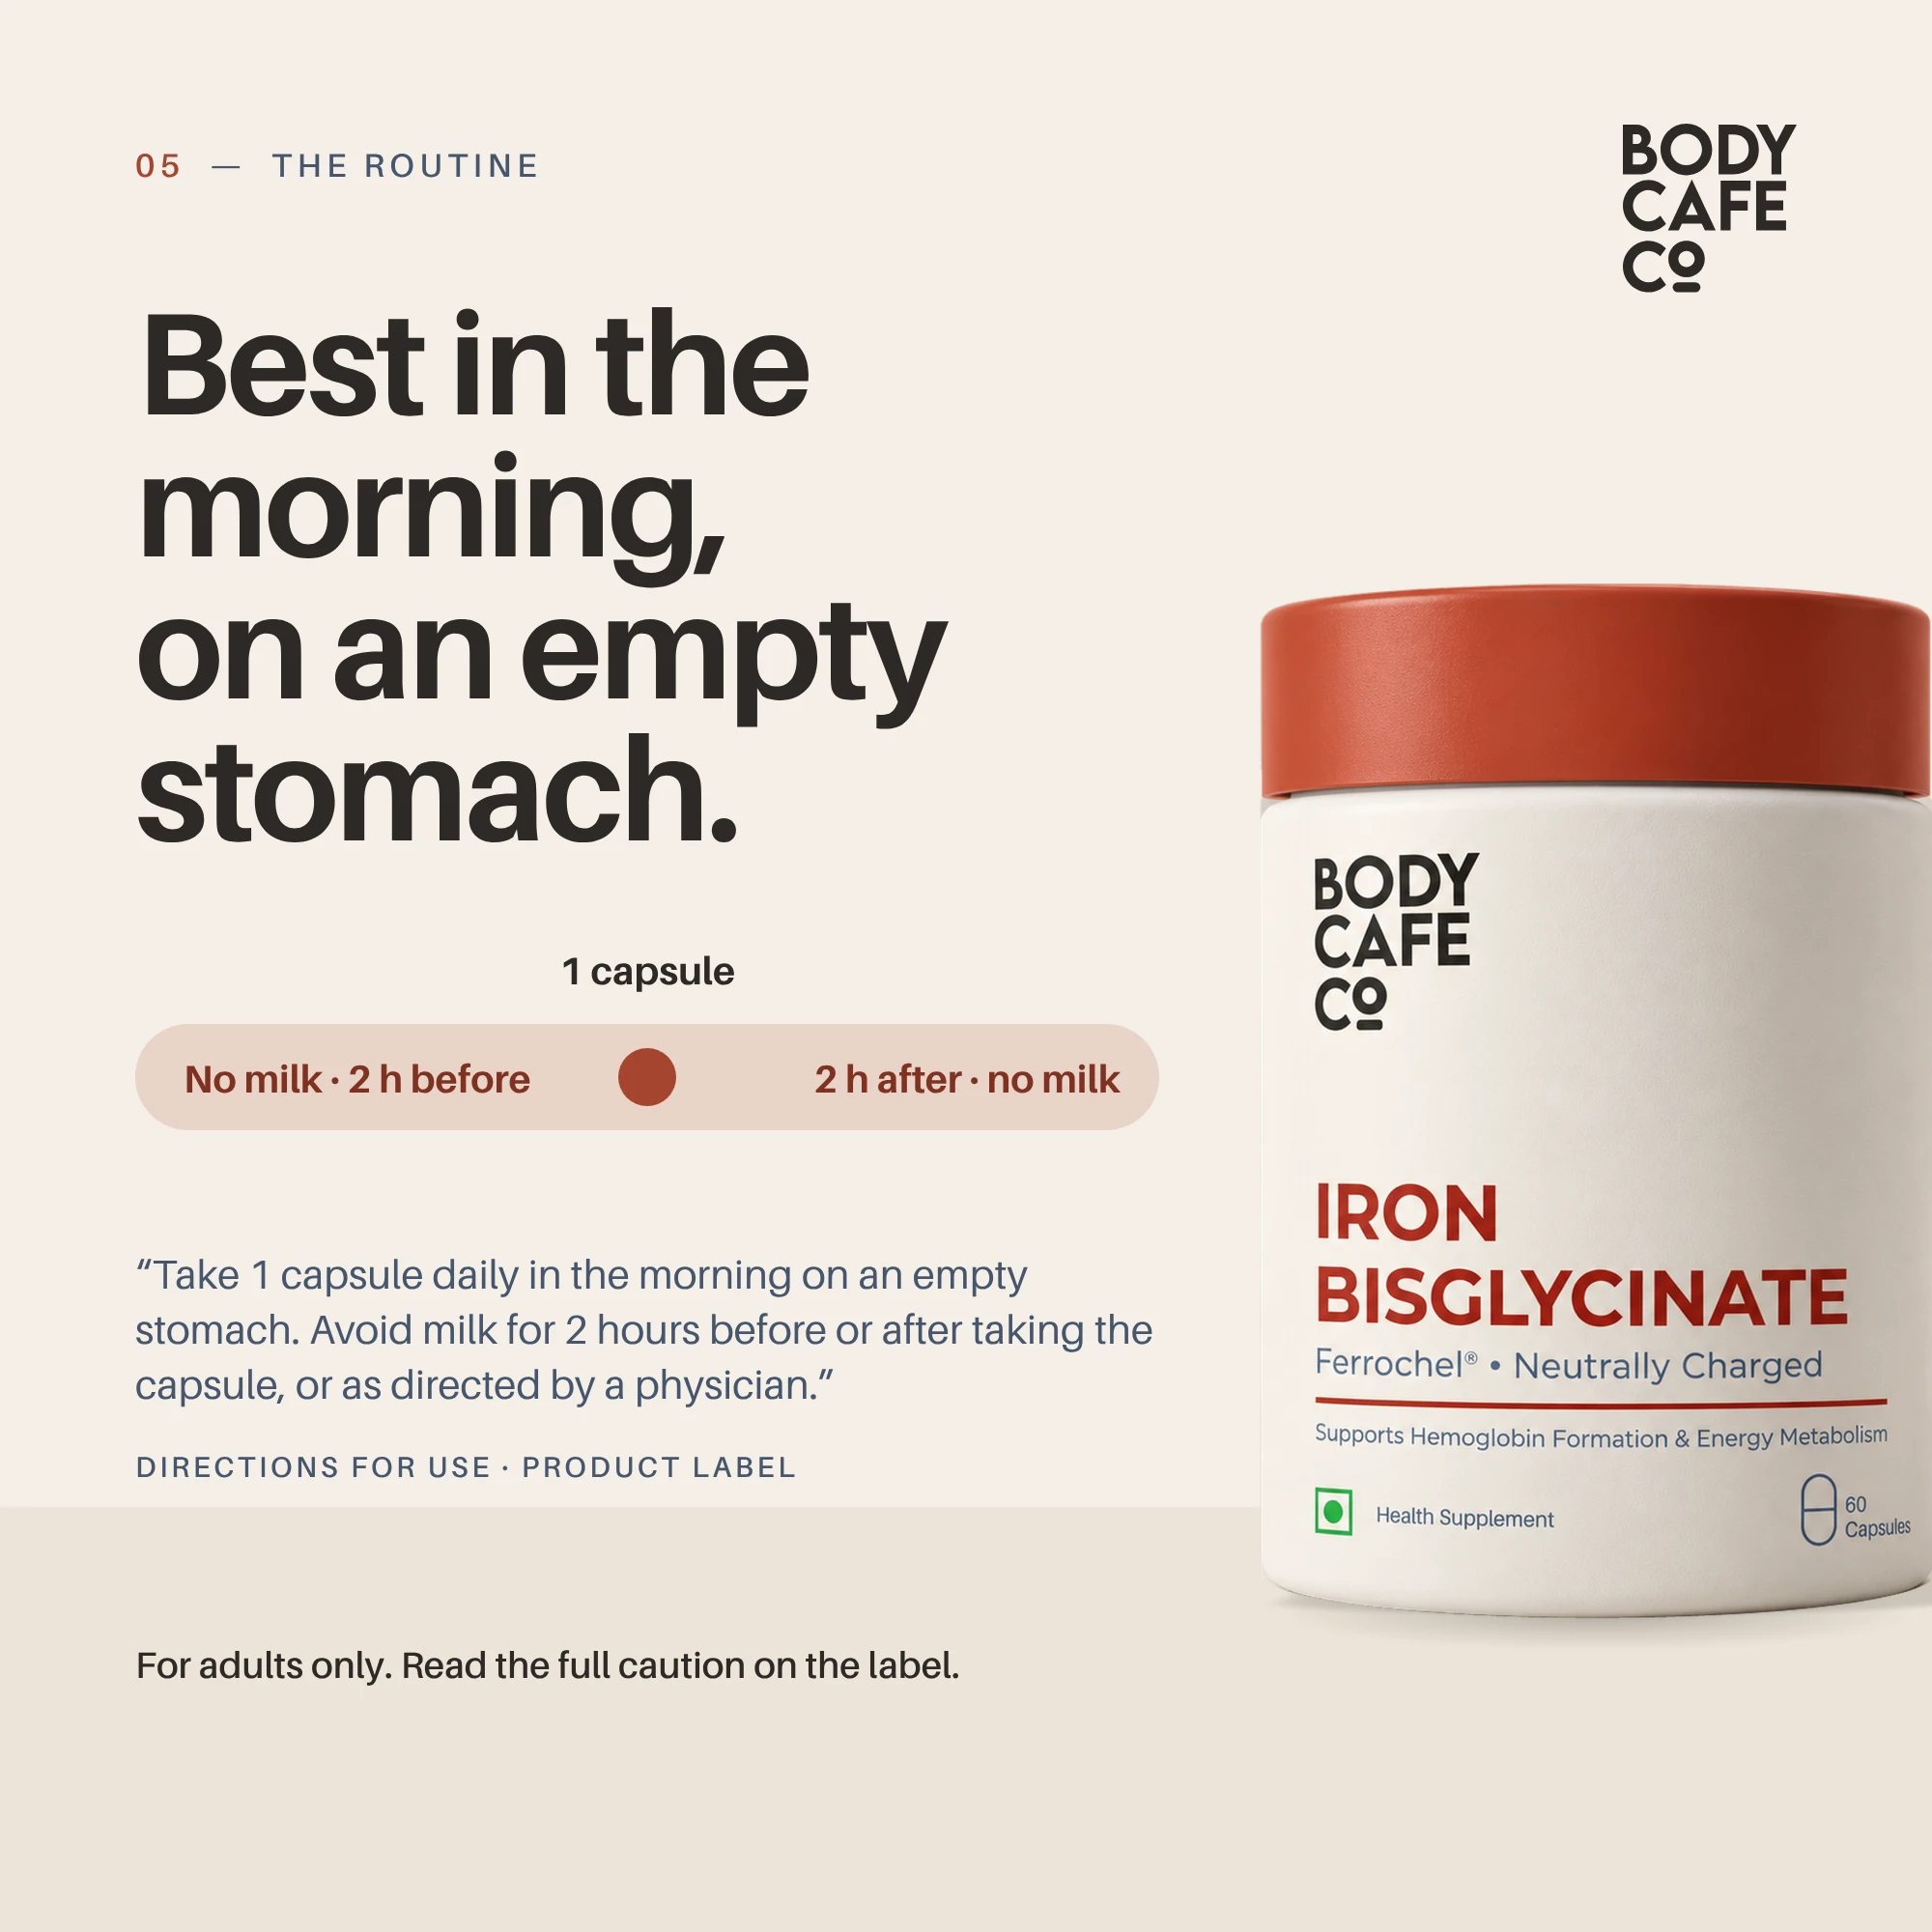 05 — THE ROUTINE
BODY
CAFE
Co
Best in the
morning,
on an empty
stomach.
1 capsule
No milk · 2 h before
2 h after · no milk
“Take 1 capsule daily in the morning on an empty
stomach. Avoid milk for 2 hours before or after taking the
capsule, or as directed by a physician.”
DIRECTIONS FOR USE · PRODUCT LABEL
For adults only. Read the full caution on the label.
BODY
CAFE
Co
IRON
BISGLYCINATE
Ferrochel® • Neutrally Charged
Supports Hemoglobin Formation & Energy Metabolism
Health Supplement
60
Capsules